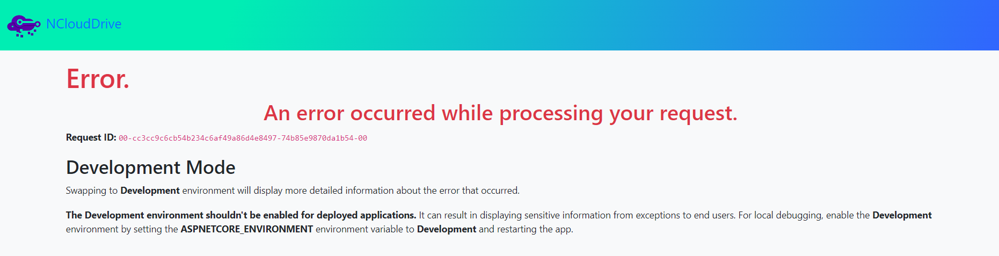 NCloudDrive
Error.
An error occurred while processing your request.
Request ID: 00-cc3cc9c6cb54b234c6af49a86d4e8497-74b85e9870da1b54-00
Development Mode
Swapping to Development environment will display more detailed information about the error that occurred.
The Development environment shouldn't be enabled for deployed applications. It can result in displaying sensitive information from exceptions to end users. For local debugging, enable the Development
environment by setting the ASPNETCORE_ENVIRONMENT environment variable to Development and restarting the app.